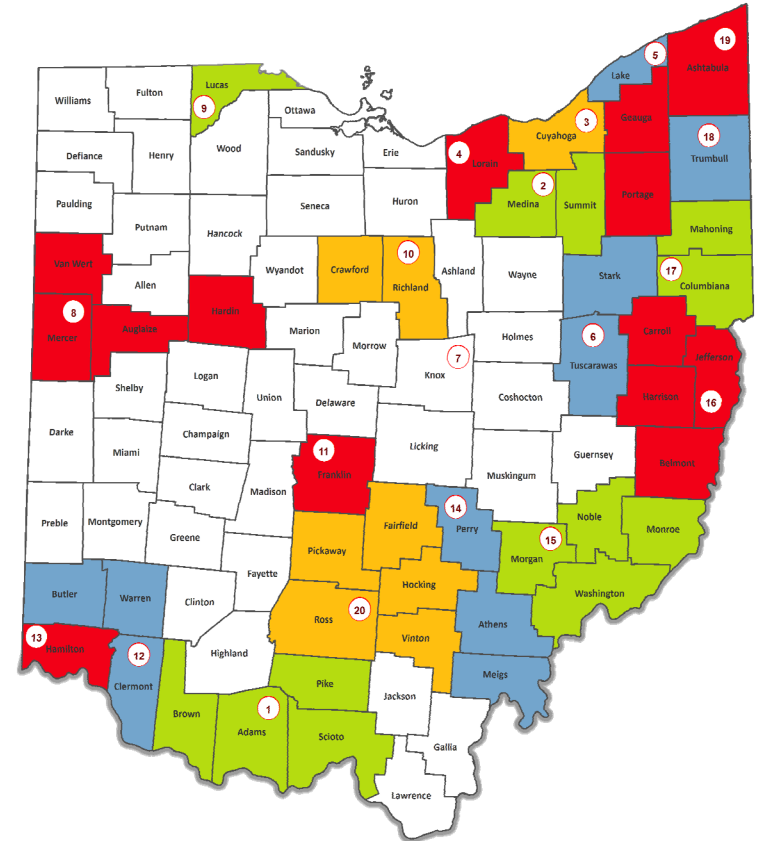 19
5
Ashtabula
Lake
Lucas
Fulton
Williams
9
Ottawa
Geauga
3
Cuyahoga
18
Trumbull
4
Lorain
Wood
Sandusky
Erie
Defiance
Henry
2
Medina
Summit
Portage
Paulding
Seneca
Huron
Putnam
Hancock
Mahoning
10
Van Wert
Wyandot
Crawford
Richland
Ashland
Wayne
Stark
17
Columbiana
Allen
8
Mercer
Auglaize
Hardin
Marion
Morrow
Holmes
6
Tuscarawas
Carroll
Jefferson
7
Knox
Shelby
Logan
Union
Delaware
Coshocton
Harrison
16
Darke
Champaign
Miami
Licking
11
Franklin
Guernsey
Belmont
Muskingum
Clark
Madison
14
Perry
Noble
Preble
Montgomery
Greene
Fairfield
Monroe
15
Morgan
Pickaway
Fayette
Hocking
Washington
Butler
Warren
Clinton
20
Ross
Athens
Vinton
13
Hamilton
12
Clermont
Highland
Meigs
Pike
Jackson
Brown
1
Adams
Scioto
Gallia
Lawrence